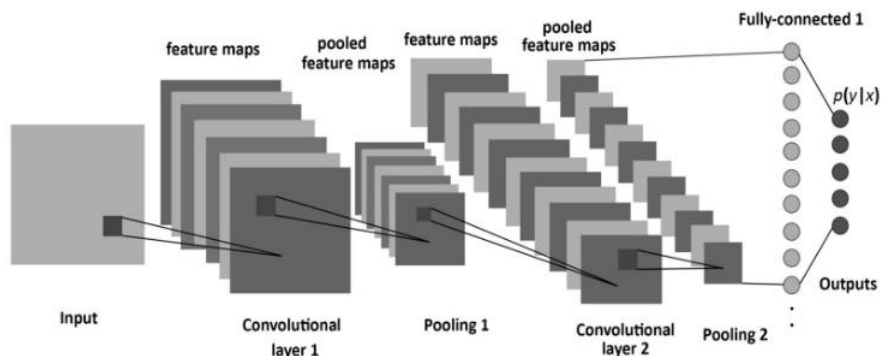 Fully-connected 1
feature maps
pooled
feature maps
feature maps
pooled
feature maps
p(y|x)
Input
Convolutional
layer 1
Pooling 1
Convolutional
layer 2
Pooling 2
Outputs